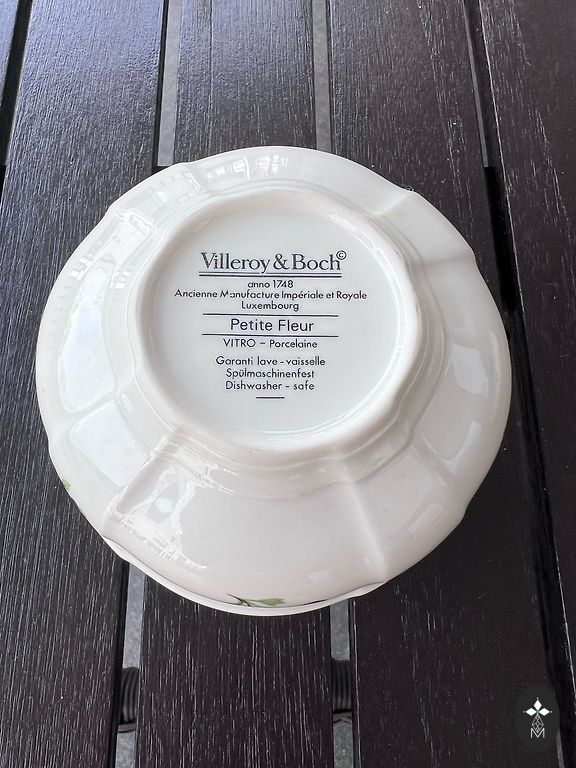 Villeroy & Boch©
anno 1748
Ancienne Manufacture Impériale et Royale
Luxembourg
Petite Fleur
VITRO – Porcelaine
Garanti lave - vaisselle
Spülmaschinenfest
Dishwasher - safe
M